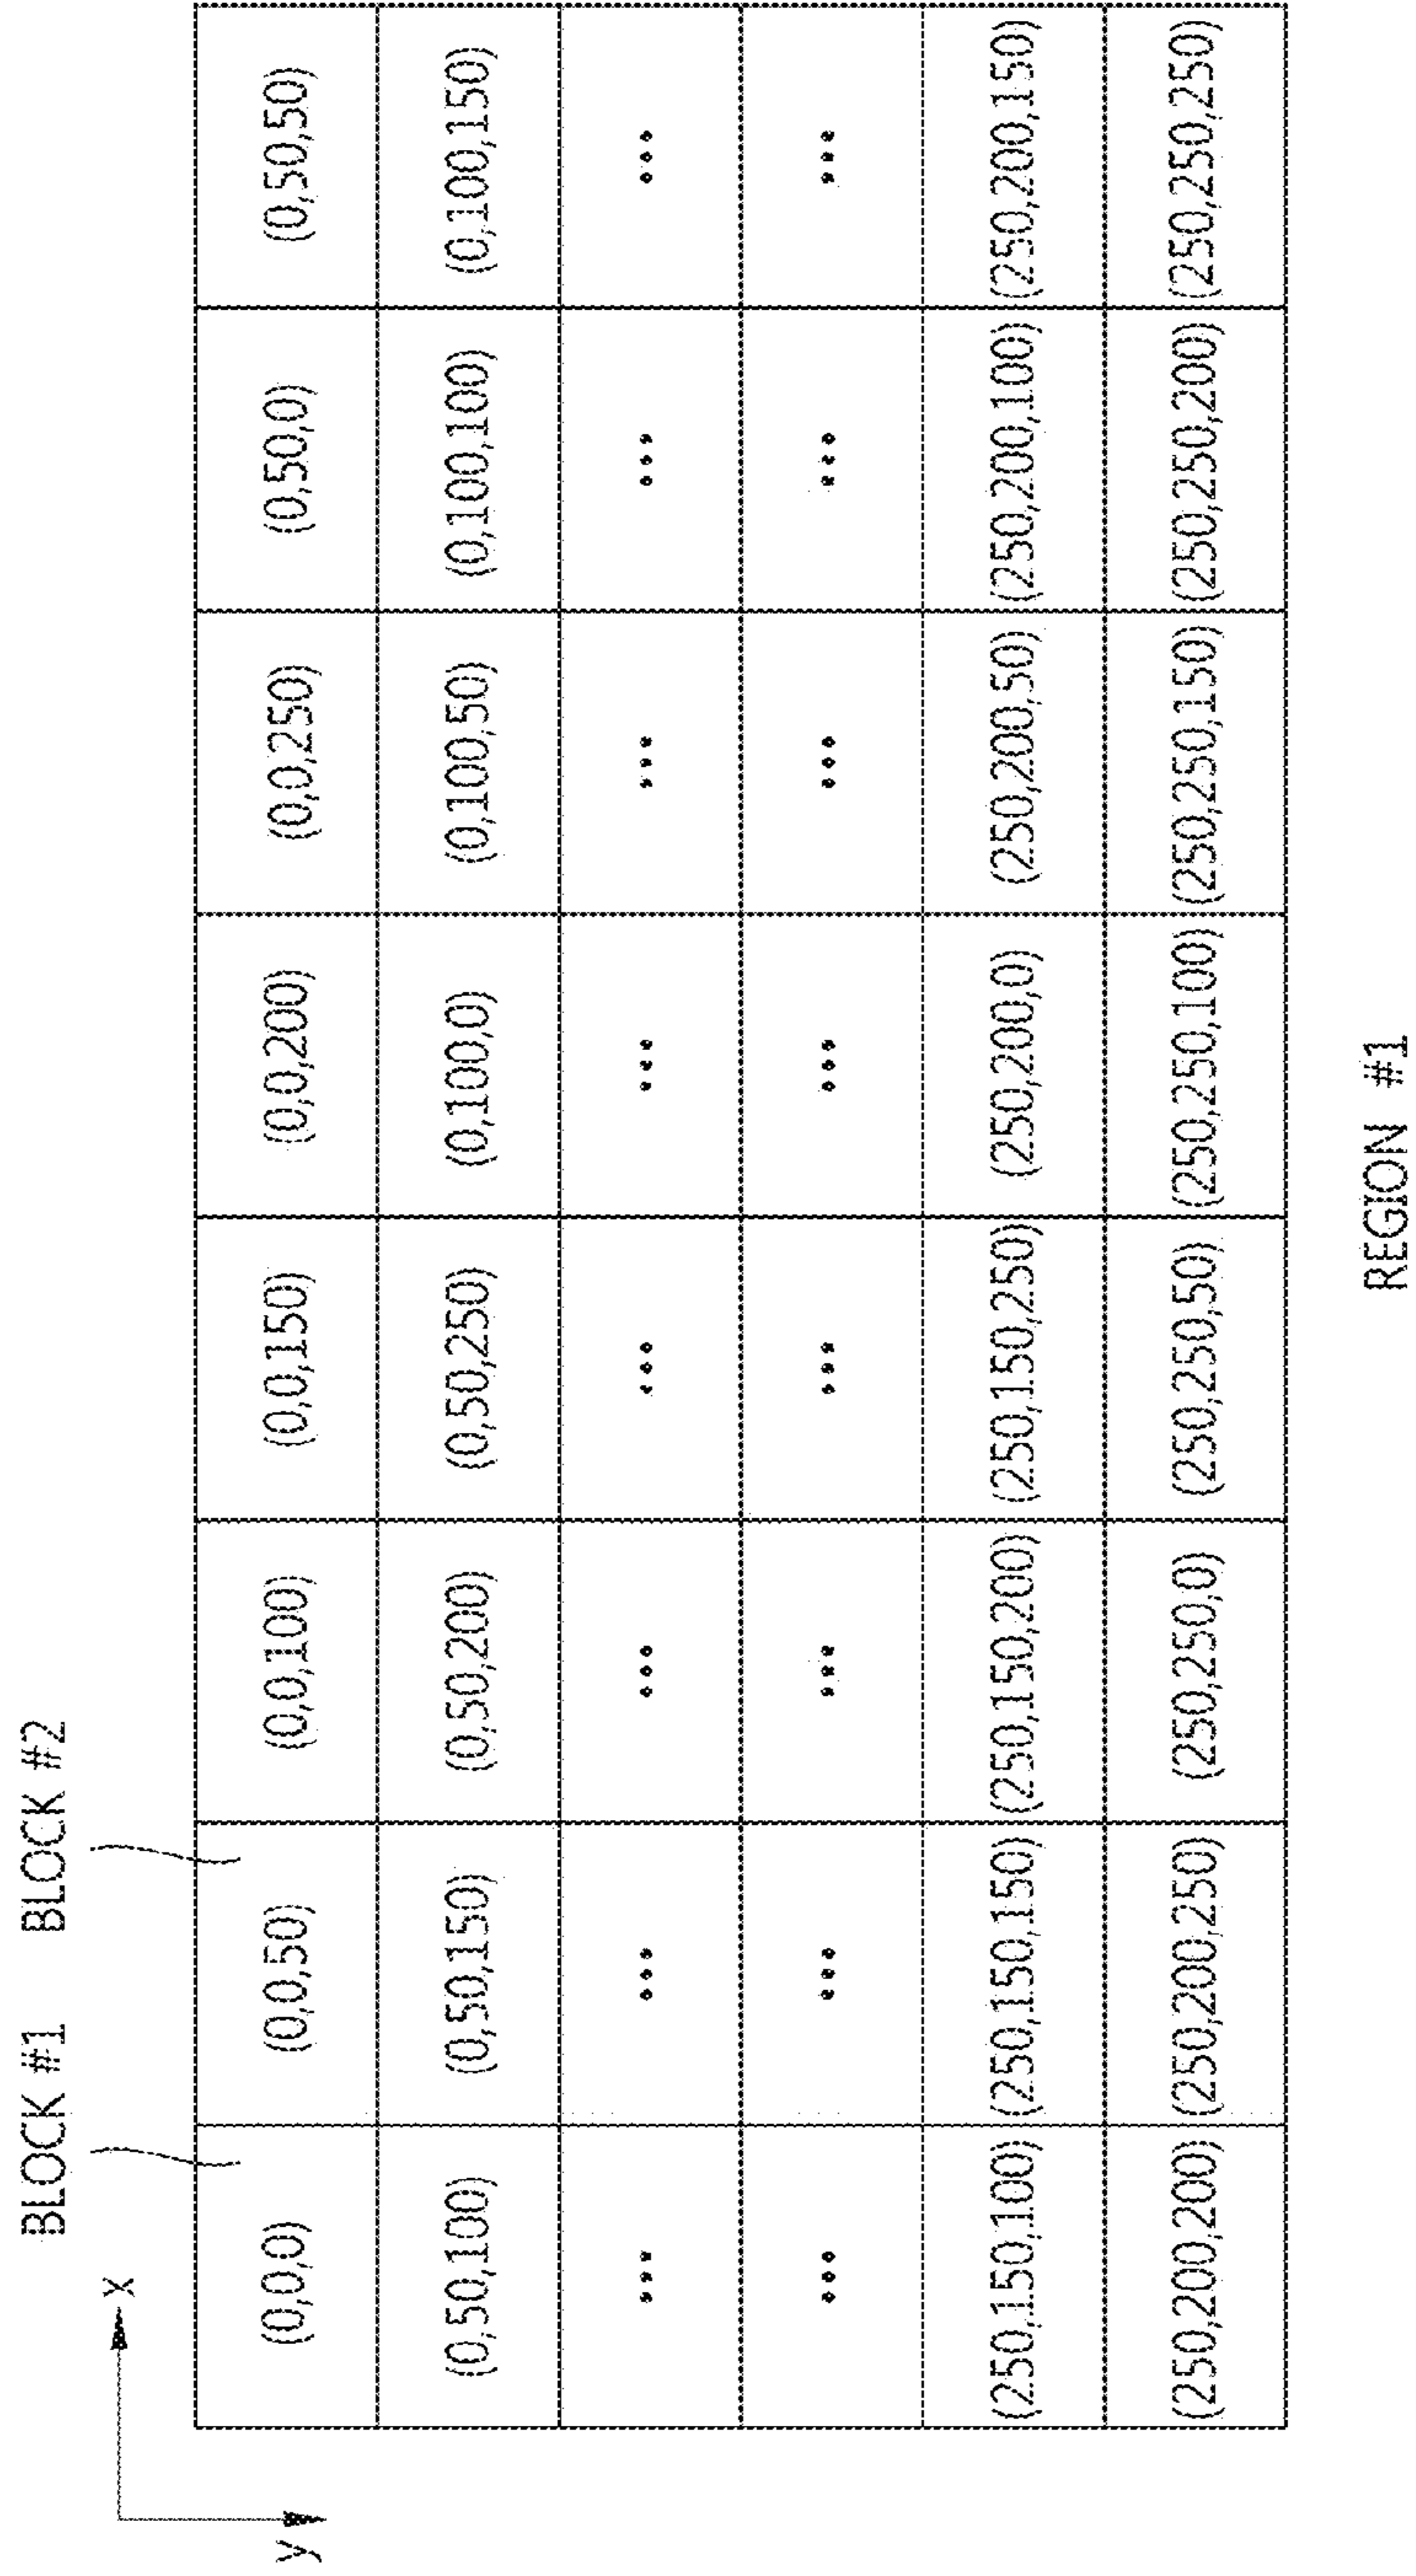 BLOCK #1 BLOCK #2
x
y
(0,0,0) (0,0,50) (0,0,100) (0,0,150) (0,0,200) (0,0,250) (0,50,0) (0,50,50)
(0,50,100) (0,50,150) (0,50,200) (0,50,250) (0,100,0) (0,100,50) (0,100,100) (0,100,150)
••• ••• ••• ••• ••• ••• ••• •••
••• ••• ••• ••• ••• ••• ••• •••
(250,150,100) (250,150,150) (250,150,200) (250,150,250) (250,200,0) (250,200,50) (250,200,100) (250,200,150)
(250,200,200) (250,200,250) (250,250,0) (250,250,50) (250,250,100) (250,250,150) (250,250,200) (250,250,250)
REGION #1